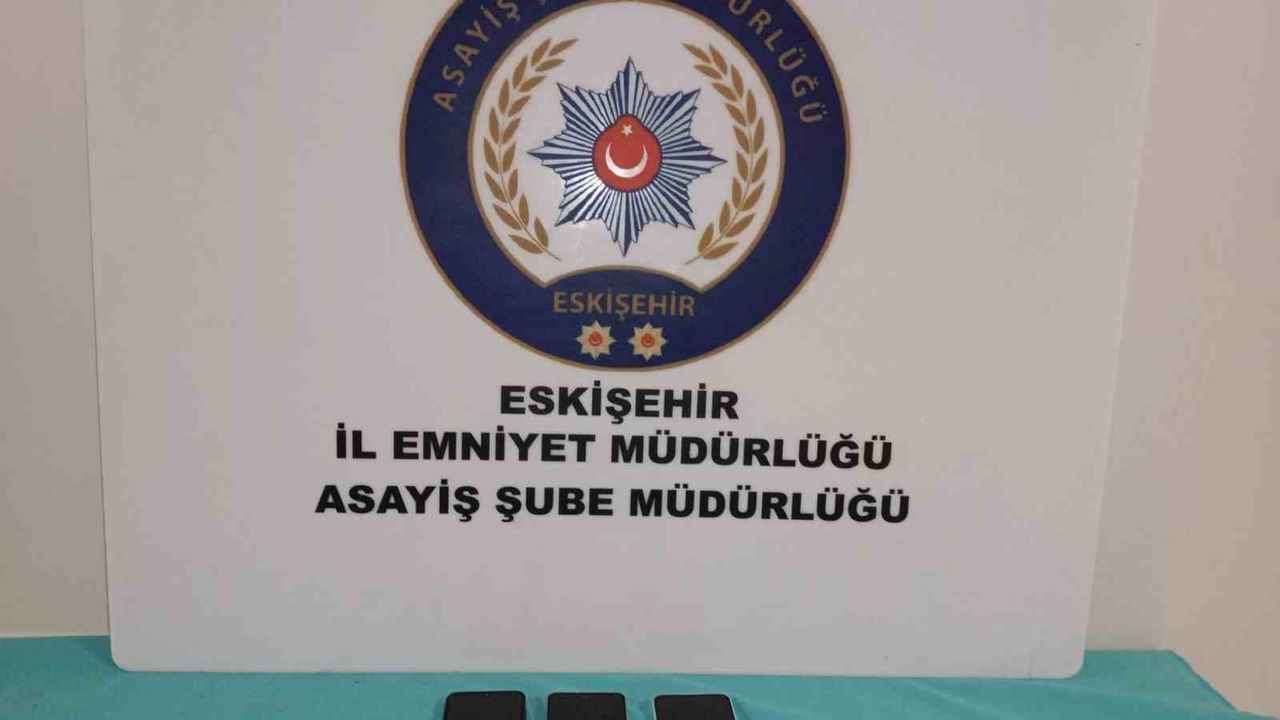 ASAYİŞ MÜDÜRLÜĞÜ
ESKİŞEHİR
ESKİŞEHİR
İL EMNİYET MÜDÜRLÜĞÜ
ASAYİŞ ŞUBE MÜDÜRLÜĞÜ